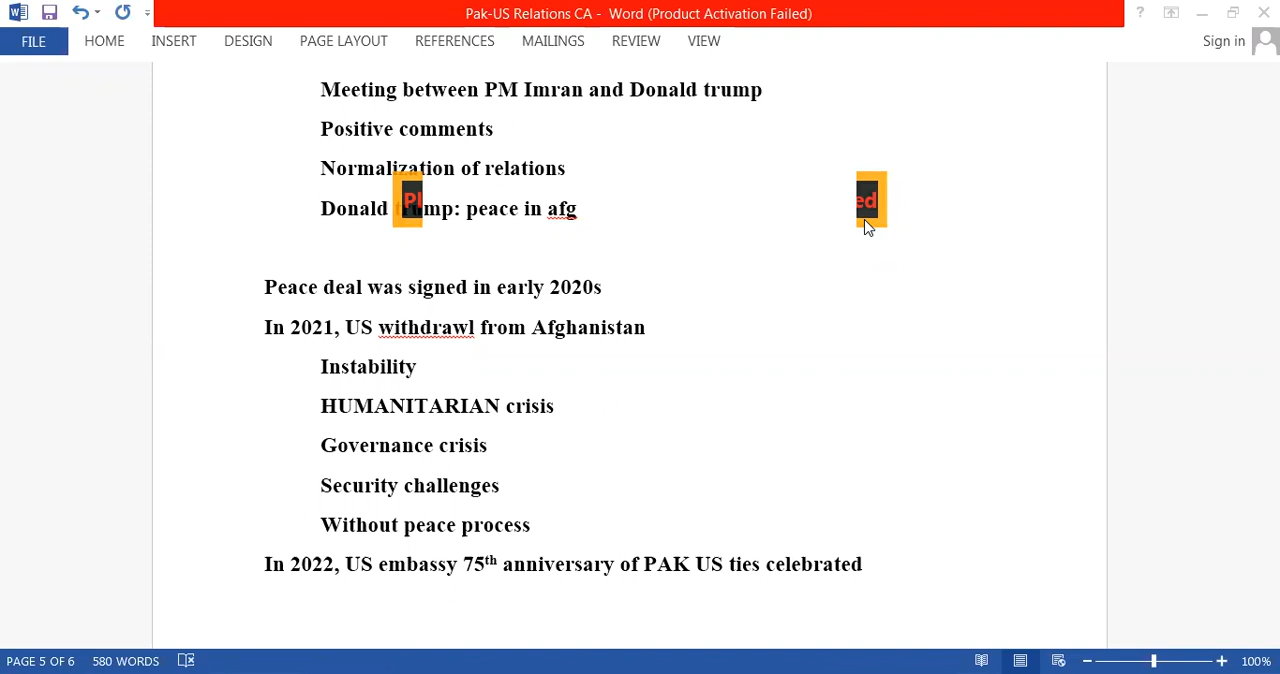 Pak-US Relations CA - Word (Product Activation Failed)
FILE HOME INSERT DESIGN PAGE LAYOUT REFERENCES MAILINGS REVIEW VIEW Sign in
Meeting between PM Imran and Donald trump
Positive comments
Normalization of relations
Donald trump: peace in afg
Peace deal was signed in early 2020s
In 2021, US withdrawl from Afghanistan
Instability
HUMANITARIAN crisis
Governance crisis
Security challenges
Without peace process
In 2022, US embassy 75th anniversary of PAK US ties celebrated
PAGE 5 OF 6 580 WORDS 100%